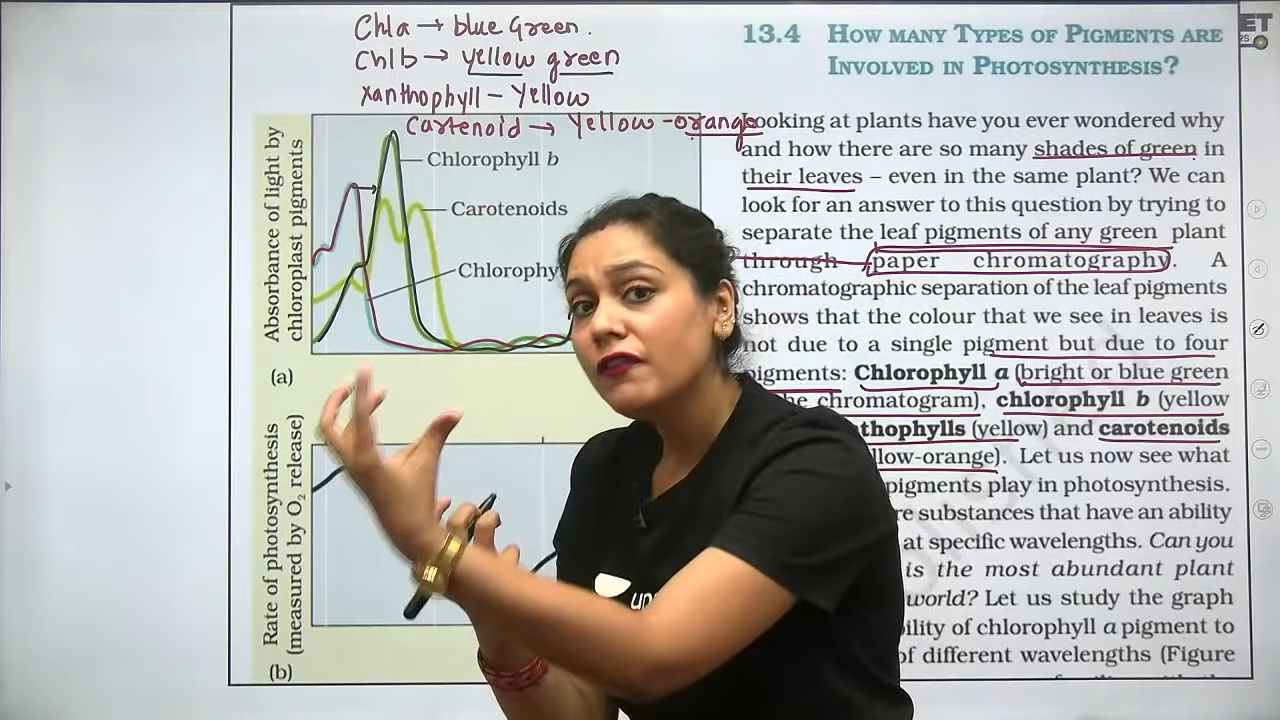 Chla → blue Green.
Chlb → yellow green
Xanthophyll - Yellow
Cartenoid → Yellow-orange
ET
13.4 HOW MANY TYPES OF PIGMENTS ARE
INVOLVED IN PHOTOSYNTHESIS?
Absorbance of light by
chloroplast pigments
Chlorophyll b
Carotenoids
(a)
Rate of photosynthesis
(measured by O2 release)
(b)
ooking at plants have you ever wondered why
and how there are so many shades of green in
their leaves – even in the same plant? We can
look for an answer to this question by trying to
separate the leaf pigments of any green plant
through paper chromatography. A
chromatographic separation of the leaf pigments
shows that the colour that we see in leaves is
not due to a single pigment but due to four
pigments: Chlorophyll a (bright or blue green
chromatogram), chlorophyll b (yellow
thophylls (yellow) and carotenoids
llow-orange). Let us now see what
pigments play in photosynthesis.
re substances that have an ability
at specific wavelengths. Can you
is the most abundant plant
world? Let us study the graph
ility of chlorophyll a pigment to
of different wavelengths (Figure